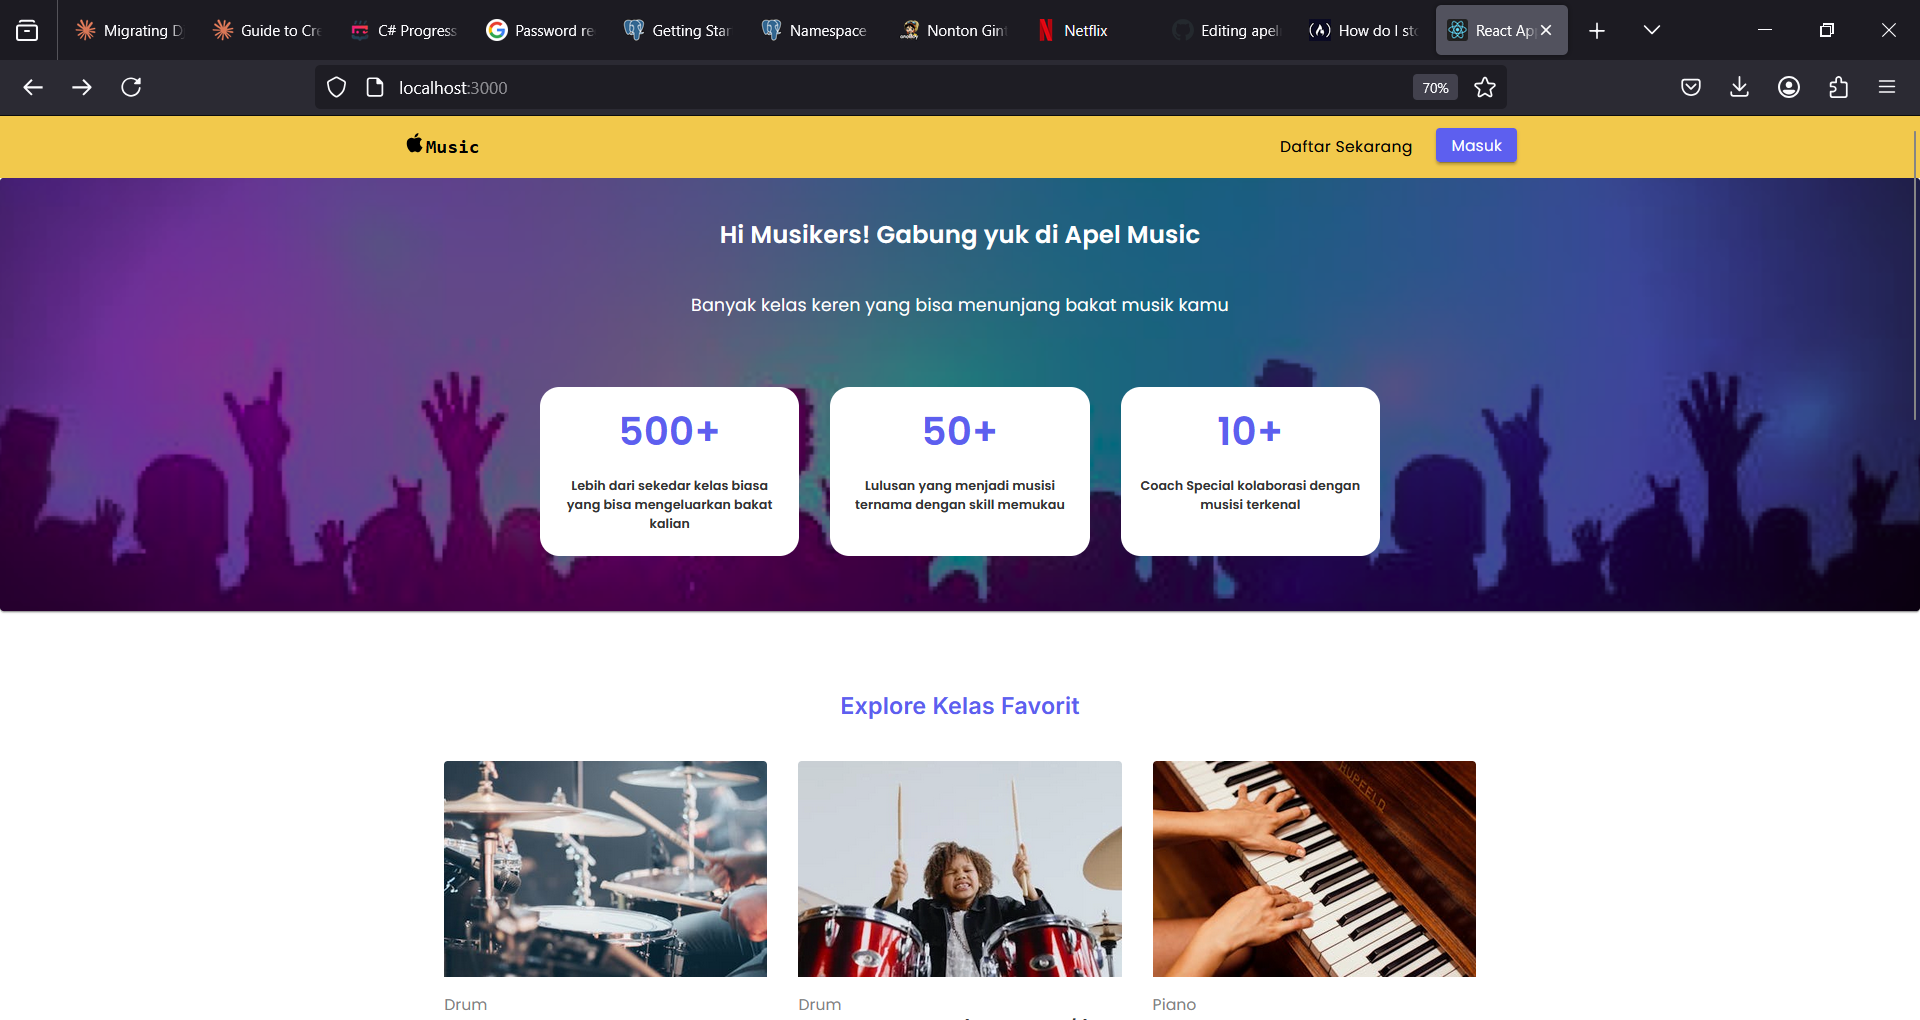 Migrating D
Guide to Cre
C# Progress
Password re
Getting Star
Namespace
Nonton Gin
Netflix
Editing apel
How do I sto
React Ap
localhost:3000
70%
Music
Daftar Sekarang
Masuk
Hi Musikers! Gabung yuk di Apel Music
Banyak kelas keren yang bisa menunjang bakat musik kamu
500+
Lebih dari sekedar kelas biasa
yang bisa mengeluarkan bakat
kalian
50+
Lulusan yang menjadi musisi
ternama dengan skill memukau
10+
Coach Special kolaborasi dengan
musisi terkenal
Explore Kelas Favorit
HUPFELD
Drum
Drum
Piano